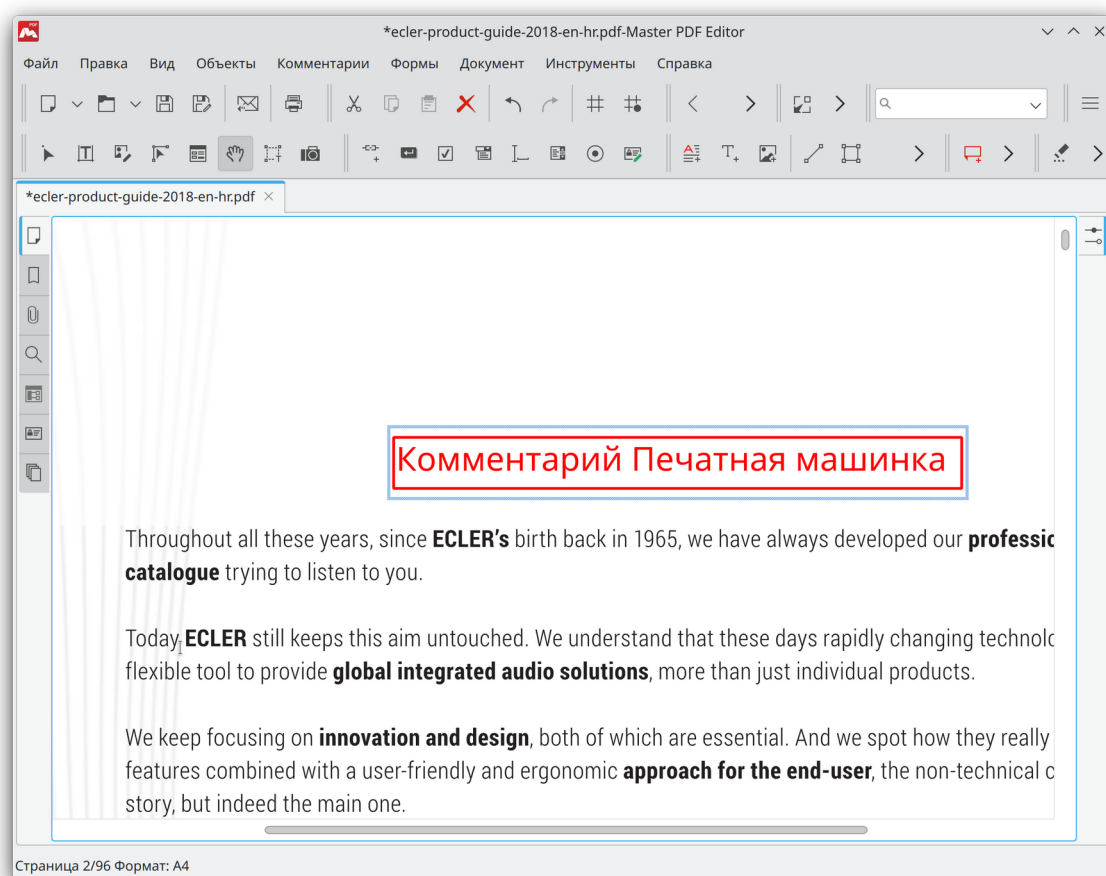 *ecler-product-guide-2018-en-hr.pdf-Master PDF Editor
Файл Правка Вид Объекты Комментарии Формы Документ Инструменты Справка
*ecler-product-guide-2018-en-hr.pdf
Комментарий Печатная машинка
Throughout all these years, since ECLER's birth back in 1965, we have always developed our
catalogue trying to listen to you.
Today ECLER still keeps this aim untouched. We understand that these days rapidly changing
flexible tool to provide global integrated audio solutions, more than just individual products.
We keep focusing on innovation and design, both of which are essential. And we spot how they really
features combined with a user-friendly and ergonomic approach for the end-user, the non-technical
story, but indeed the main one.
Страница 2/96 Формат: A4